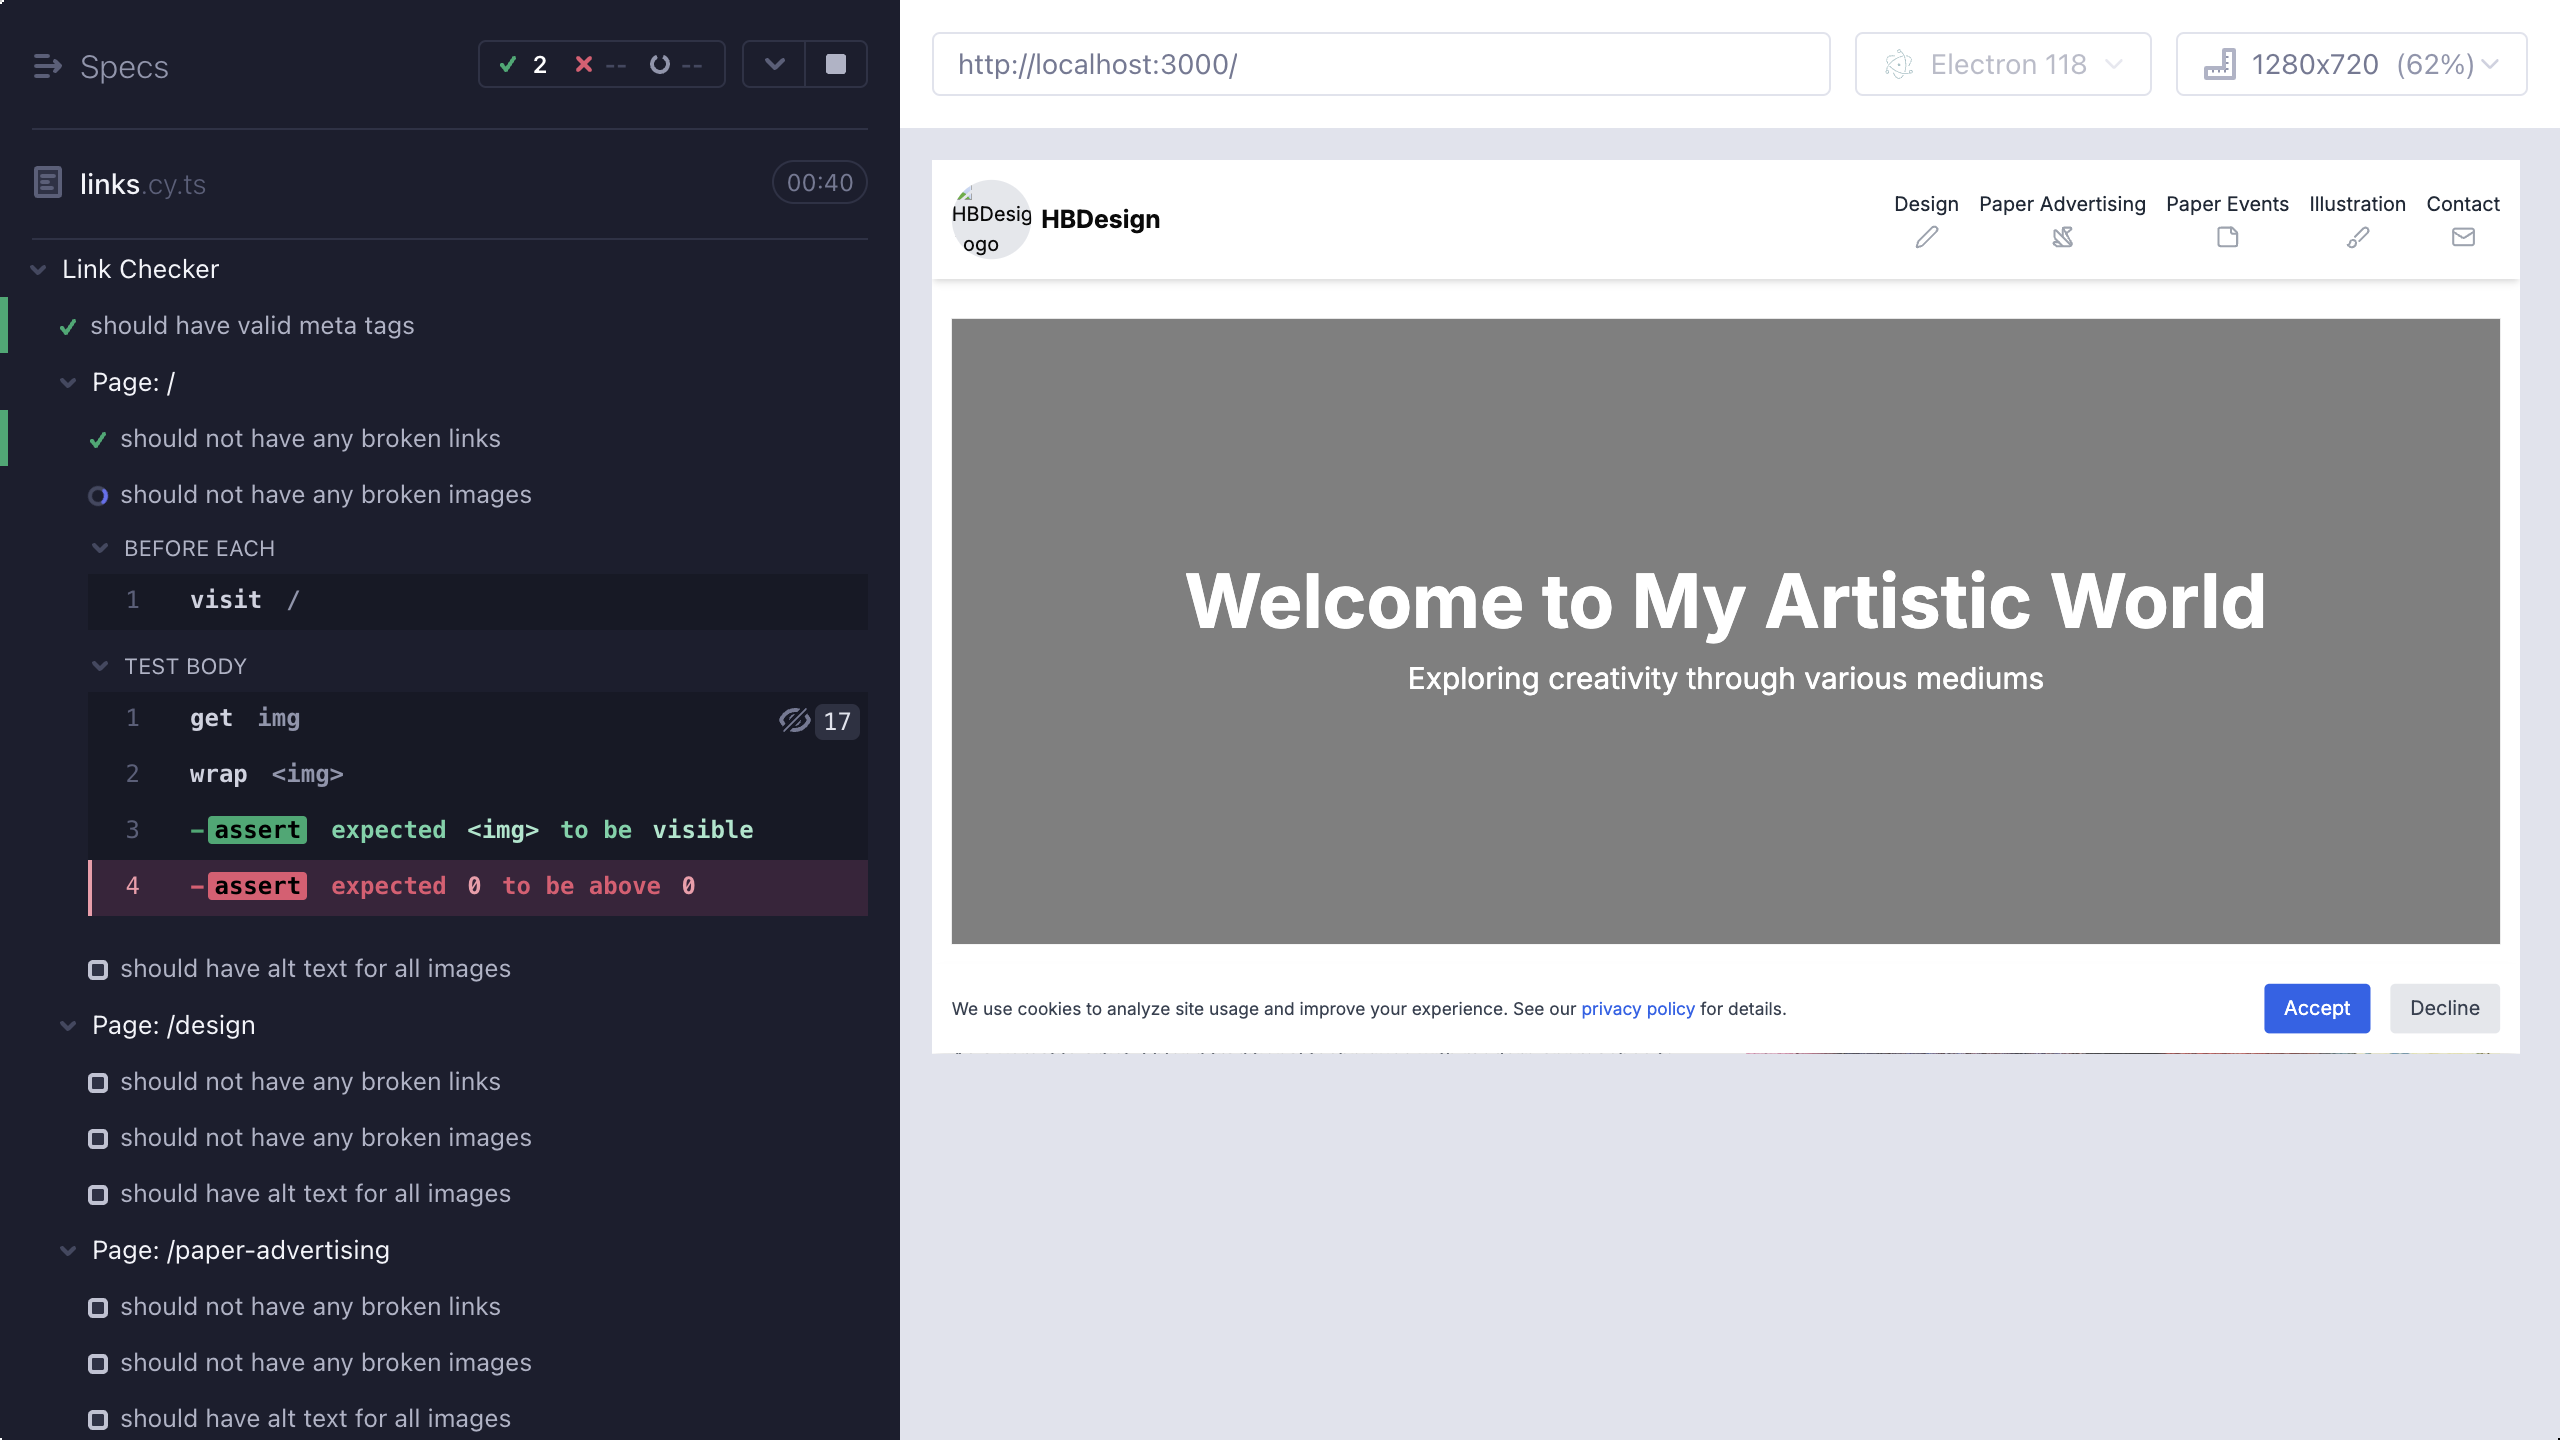 Specs
2 -- --
links.cy.ts
00:40
Link Checker
should have valid meta tags
Page: /
should not have any broken links
should not have any broken images
BEFORE EACH
1 visit /
TEST BODY
1 get img 17
2 wrap <img>
3 -assert expected <img> to be visible
4 -assert expected 0 to be above 0
should have alt text for all images
Page: /design
should not have any broken links
should not have any broken images
should have alt text for all images
Page: /paper-advertising
should not have any broken links
should not have any broken images
should have alt text for all images
http://localhost:3000/
Electron 118
1280x720 (62%)
HBDesig
ogo
HBDesign
Design Paper Advertising Paper Events Illustration Contact
Welcome to My Artistic World
Exploring creativity through various mediums
We use cookies to analyze site usage and improve your experience. See our privacy policy for details.
Accept Decline